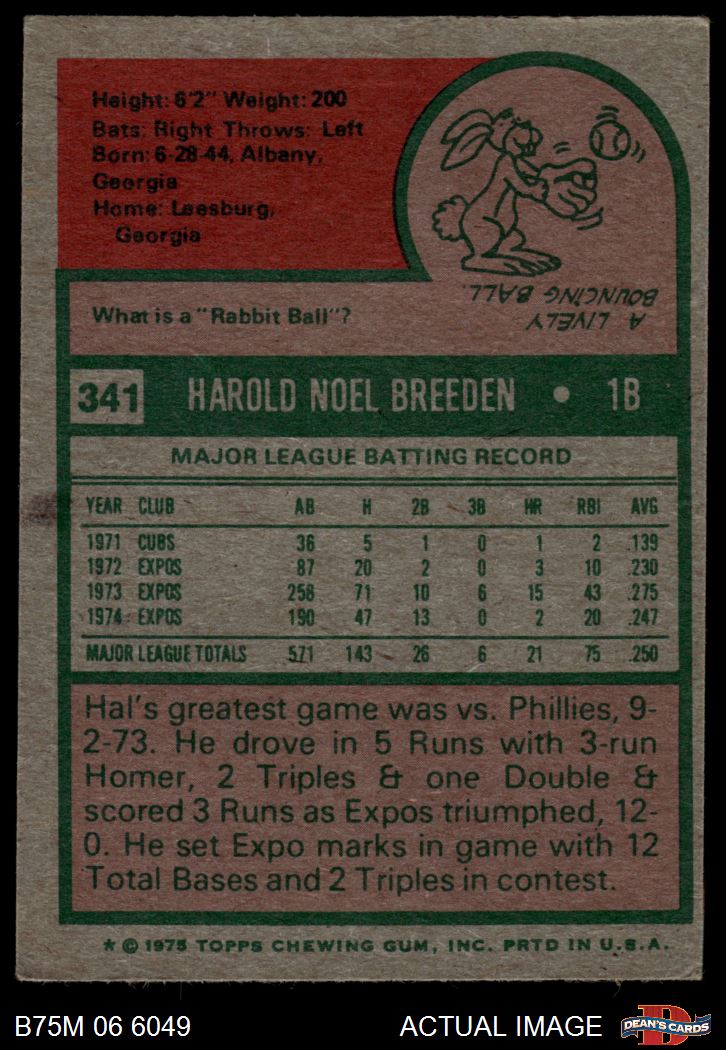 Height: 6'2" Weight: 200
Bats: Right Throws: Left
Born: 6-28-44, Albany,
Georgia
Home: Leesburg,
Georgia
What is a "Rabbit Ball"?
A LIVELY
BOUNCING BALL.
341 HAROLD NOEL BREEDEN • 1B
MAJOR LEAGUE BATTING RECORD
YEAR CLUB AB H 2B 3B HR RBI AVG
1971 CUBS 36 5 1 0 1 2 .139
1972 EXPOS 87 20 2 0 3 10 .230
1973 EXPOS 258 71 10 6 15 43 .275
1974 EXPOS 190 47 13 0 2 20 .247
MAJOR LEAGUE TOTALS 571 143 26 6 21 75 .250
Hal's greatest game was vs. Phillies, 9-
2-73. He drove in 5 Runs with 3-run
Homer, 2 Triples & one Double &
scored 3 Runs as Expos triumphed, 12-
0. He set Expo marks in game with 12
Total Bases and 2 Triples in contest.
* © 1975 TOPPS CHEWING GUM, INC. PRTD IN U.S.A.
B75M 06 6049 ACTUAL IMAGE D DEAN'S CARDS